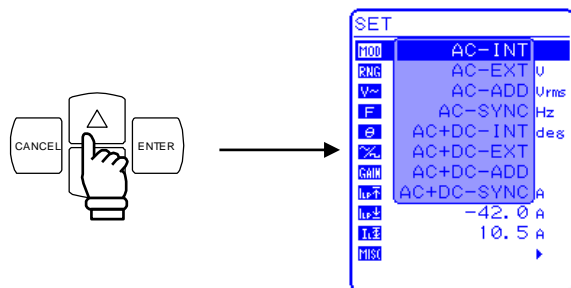 CANCEL
ENTER
SET
MOD AC-INT
RNG AC-EXT V
V~ AC-ADD Vrms
F AC-SYNC Hz
θ AC+DC-INT deg
AC+DC-EXT
GAIN AC+DC-ADD
AC+DC-SYNC A
-42.0 A
10.5 A
MISC